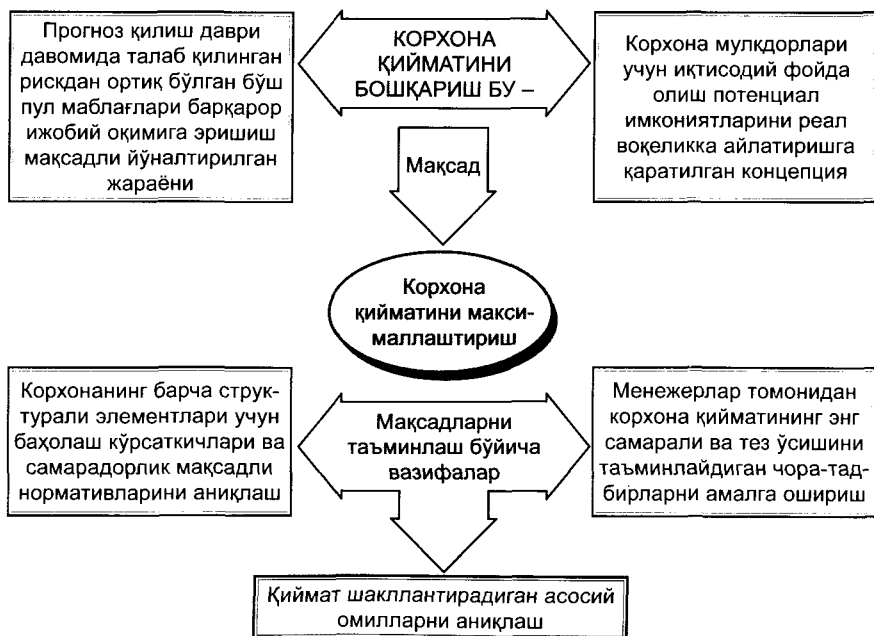 Прогноз қилиш даври
давомида талаб қилинган
рискдан ортиқ бўлган бўш
пул маблағлари барқарор
ижобий оқимига эришиш
мақсадли йўналтирилган
жараёни
КОРХОНА
ҚИЙМАТИНИ
БОШҚАРИШ БУ –
Корхона мулкдорлари
учун иқтисодий фойда
олиш потенциал
имкониятларини реал
воқеликка айлатиришга
қаратилган концепция
Мақсад
Корхона
қийматини макси-
маллаштириш
Корхонанинг барча струк-
турали элементлари учун
баҳолаш кўрсаткичлари ва
самарадорлик мақсадли
нормативларини аниқлаш
Мақсадларни
таъминлаш бўйича
вазифалар
Менежерлар томонидан
корхона қийматининг энг
самарали ва тез ўсишини
таъминлайдиган чора-тад-
бирларни амалга ошириш
Қиймат шакллантирадиган асосий
омилларни аниқлаш